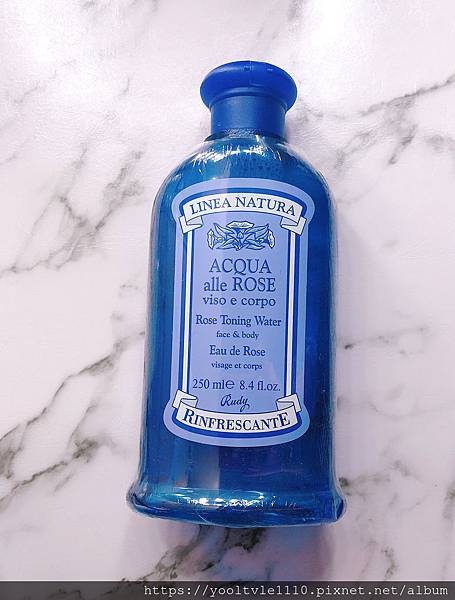 LINEA NATURA
ACQUA
alle ROSE
viso e corpo
Rose Toning Water
face & body
Eau de Rose
visage et corps
250 ml℮ 8.4 fl.oz.
Rudy
RINFRESCANTE
https://yooltvle1110.pixnet.net/album